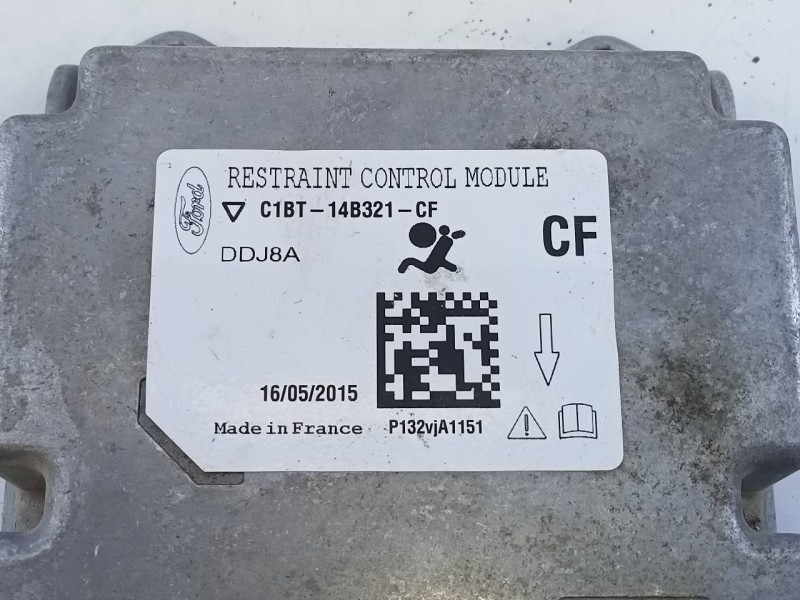 Ford
RESTRAINT CONTROL MODULE
C1BT-14B321-CF
DDJ8A
CF
16/05/2015
Made in France
P132vjA1151